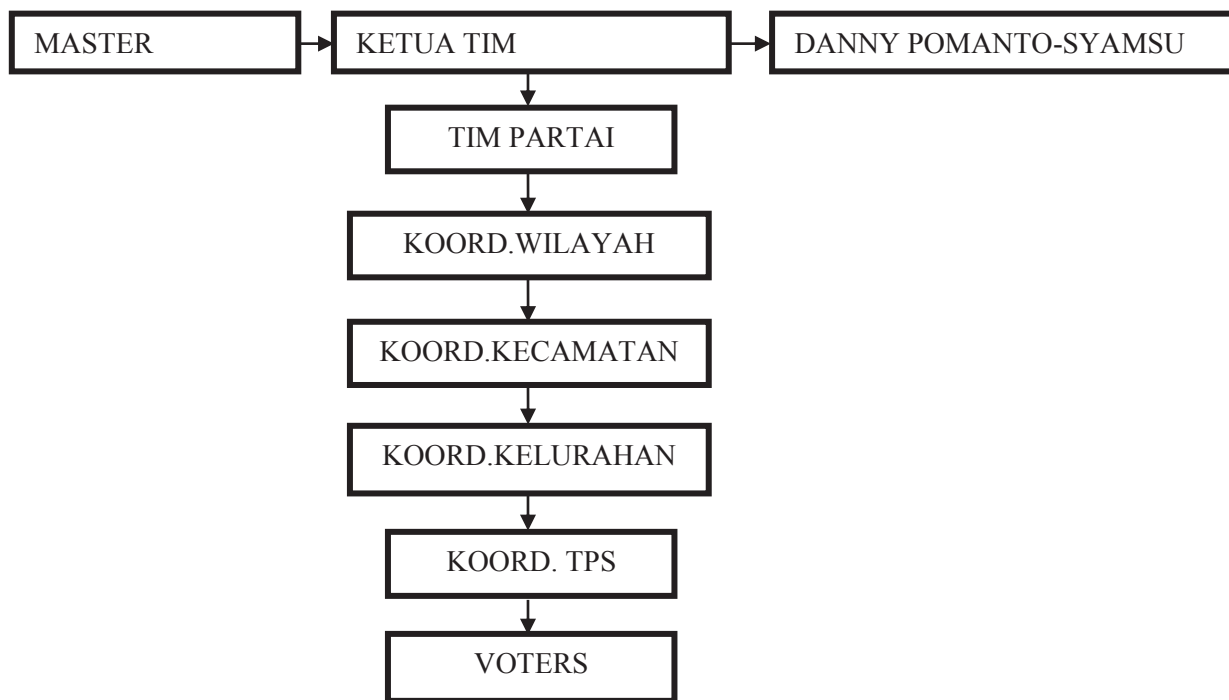 MASTER
KETUA TIM
DANNY POMANTO-SYAMSU
TIM PARTAI
KOORD.WILAYAH
KOORD.KECAMATAN
KOORD.KELURAHAN
KOORD. TPS
VOTERS